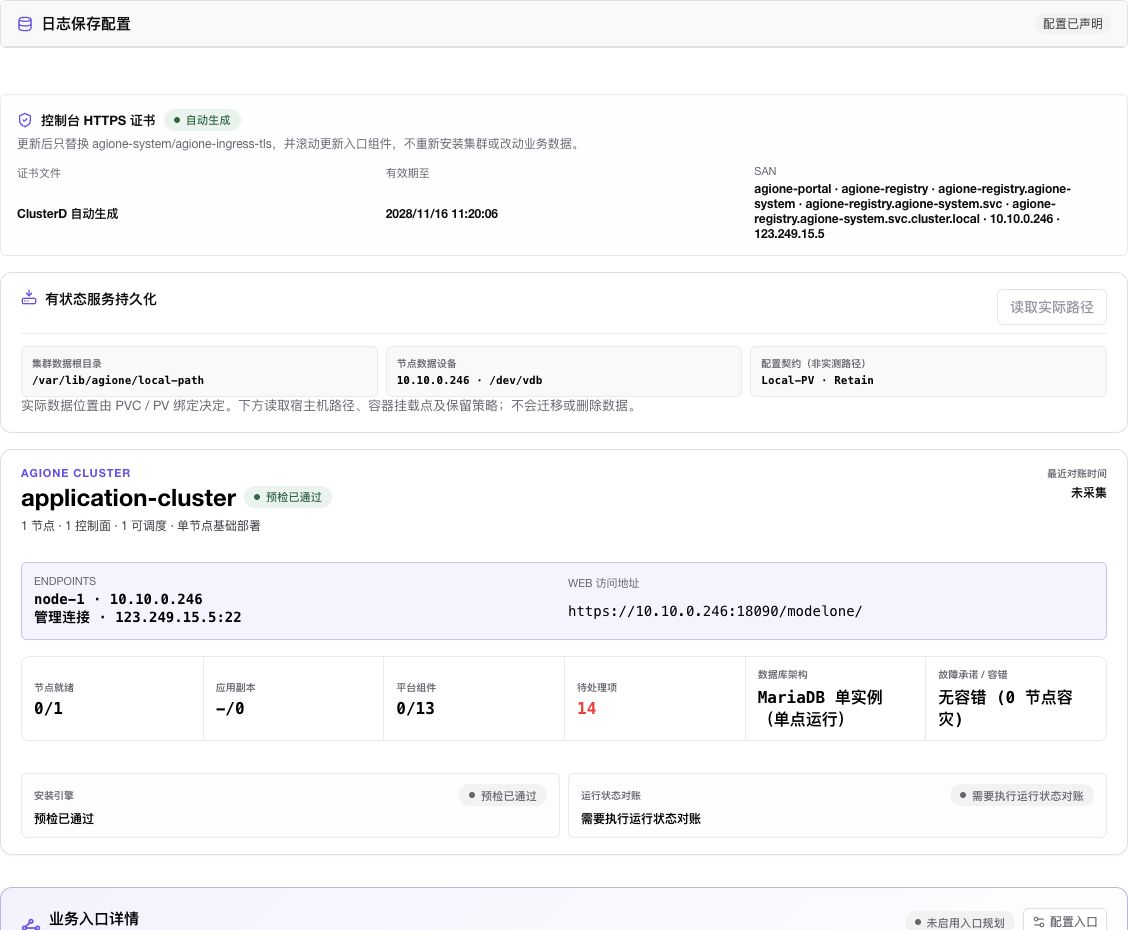 日志保存配置
配置已声明
控制台 HTTPS 证书
自动生成
更新后只替换 agione-system/agione-ingress-tls，并滚动更新入口组件，不重新安装集群或改动业务数据。
证书文件
有效期至
SAN
ClusterD 自动生成
2028/11/16 11:20:06
agione-portal · agione-registry · agione-registry.agione-
system · agione-registry.agione-system.svc · agione-
registry.agione-system.svc.cluster.local · 10.10.0.246 ·
123.249.15.5
有状态服务持久化
读取实际路径
集群数据根目录
/var/lib/agione/local-path
节点数据设备
10.10.0.246 · /dev/vdb
配置契约（非实测路径）
Local-PV · Retain
实际数据位置由 PVC / PV 绑定决定。下方读取宿主机路径、容器挂载点及保留策略；不会迁移或删除数据。
AGIONE CLUSTER
application-cluster
预检已通过
1 节点 · 1 控制面 · 1 可调度 · 单节点基础部署
最近对账时间
未采集
ENDPOINTS
node-1 · 10.10.0.246
管理连接 · 123.249.15.5:22
WEB 访问地址
https://10.10.0.246:18090/modelone/
节点就绪
0/1
应用副本
-/0
平台组件
0/13
待处理项
14
数据库架构
MariaDB 单实例
（单点运行）
故障承诺 / 容错
无容错 (0 节点容
灾)
安装引擎
预检已通过
预检已通过
运行状态对账
需要执行运行状态对账
需要执行运行状态对账
业务入口详情
未启用入口规划
配置入口